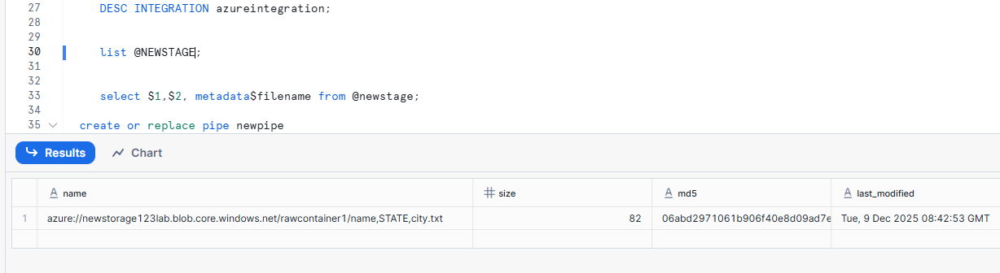 27 DESC INTEGRATION azureintegration;
28
29
30 list @NEWSTAGE;
31
32
33 select $1,$2, metadata$filename from @newstage;
34
35 create or replace pipe newpipe
Results Chart
A name # size A md5 A last_modified
1 azure://newstorage123lab.blob.core.windows.net/rawcontainer1/name,STATE,city.txt 82 06abd2971061b906f40e8d09ad7e Tue, 9 Dec 2025 08:42:53 GMT